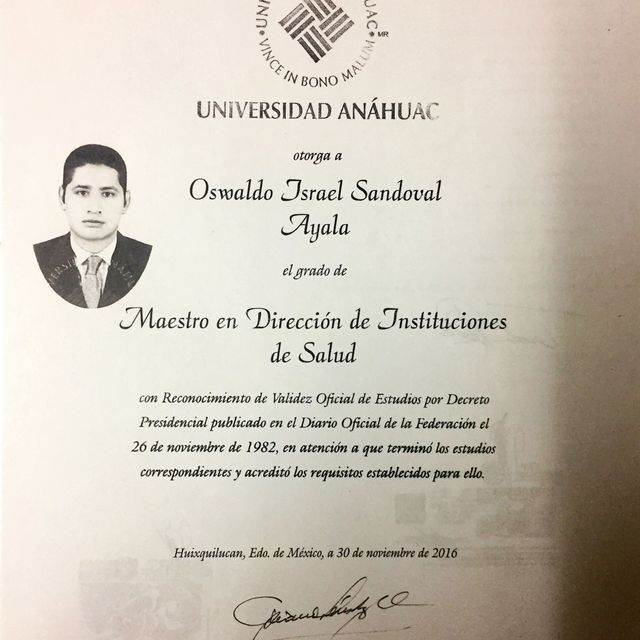 VINCE IN BONO MALUM
MR
UNIVERSIDAD ANÁHUAC
otorga a
Oswaldo Israel Sandoval
Ayala
el grado de
Maestro en Dirección de Instituciones
de Salud
con Reconocimiento de Validez Oficial de Estudios por Decreto
Presidencial publicado en el Diario Oficial de la Federación el
26 de noviembre de 1982, en atención a que terminó los estudios
correspondientes y acreditó los requisitos establecidos para ello.
Huixquilucan, Edo. de México, a 30 de noviembre de 2016